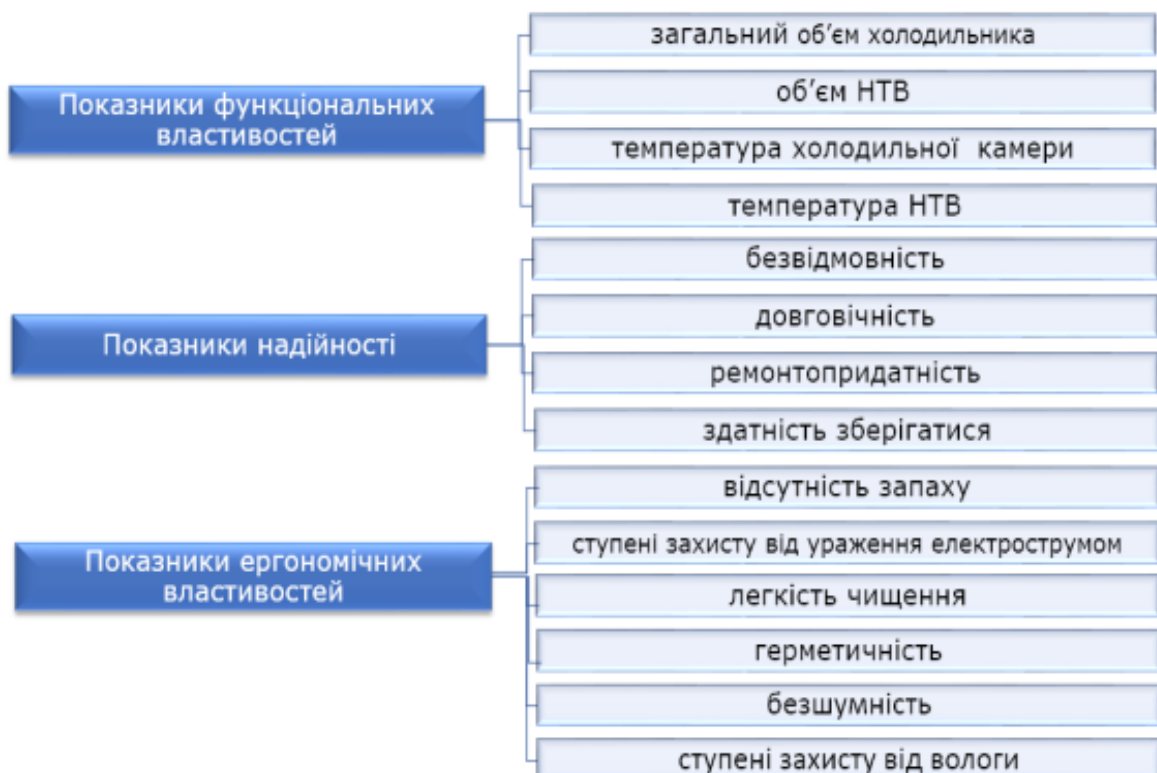 Показники функціональних
властивостей
загальний об’єм холодильника
об’єм НТВ
температура холодильної камери
температура НТВ
Показники надійності
безвідмовність
довговічність
ремонтопридатність
здатність зберігатися
Показники ергономічних
властивостей
відсутність запаху
ступені захисту від ураження електрострумом
легкість чищення
герметичність
безшумність
ступені захисту від вологи